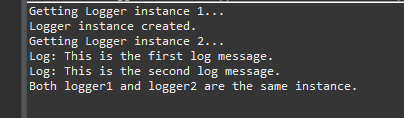 Getting Logger instance 1...
Logger instance created.
Getting Logger instance 2...
Log: This is the first log message.
Log: This is the second log message.
Both logger1 and logger2 are the same instance.